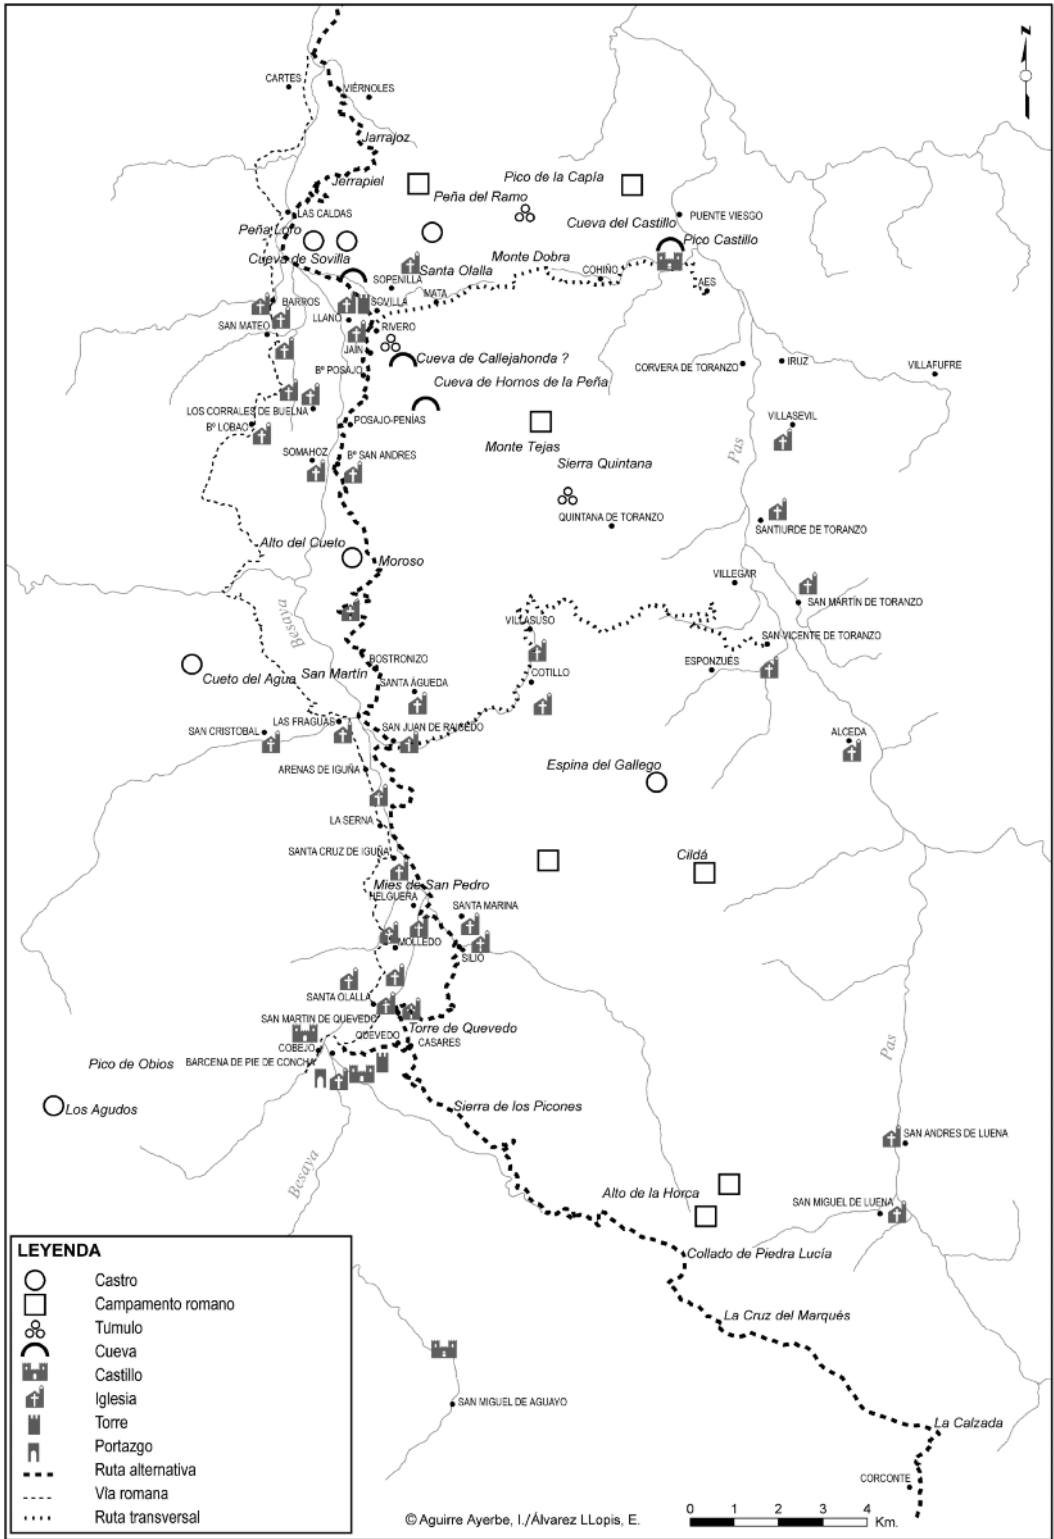 N
CARTES
VIÉRNOLES
Jarrajoz
Jerrapiel
Pico de la Capía
Peña del Ramo
LAS CALDAS
Cueva del Castillo
PUENTE VIESGO
Peña Loro
Pico Castillo
Cueva de Sovilla
Monte Dobra
SOPENILLA
Santa Olalla
COHIÑO
AES
BARROS
SOVILLA
MATA
LLANO
SAN MATEO
RIVERO
JAÍN
Cueva de Callejahonda ?
Bº POSAJO
CORVERA DE TORANZO
IRUZ
VILLAFUFRE
Cueva de Hornos de la Peña
LOS CORRALES DE BUELNA
Bº LOBAO
POSAJO-PENÍAS
VILLASEVIL
Monte Tejas
SOMAHOZ
Bº SAN ANDRES
Sierra Quintana
Pas
QUINTANA DE TORANZO
SANTIURDE DE TORANZO
Alto del Cueto
Moroso
VILLEGAR
Besaya
SAN MARTÍN DE TORANZO
VILLASUSO
SAN VICENTE DE TORANZO
BOSTRONIZO
ESPONZUÉS
Cueto del Agua
San Martín
SANTA ÁGUEDA
COTILLO
LAS FRAGUAS
SAN CRISTOBAL
SAN JUAN DE RAICEDO
ALCEDA
ARENAS DE IGUÑA
Espina del Gallego
LA SERNA
SANTA CRUZ DE IGUÑA
Cildá
Mies de San Pedro
HELGUERA
SANTA MARINA
MOLLEDO
SILIO
SANTA OLALLA
SAN MARTIN DE QUEVEDO
Torre de Quevedo
QUEVEDO
CASARES
COBEJO
Pico de Obios
BARCENA DE PIE DE CONCHA
Pas
Los Agudos
Sierra de los Picones
SAN ANDRES DE LUENA
Besaya
Alto de la Horca
SAN MIGUEL DE LUENA
Collado de Piedra Lucía
La Cruz del Marqués
SAN MIGUEL DE AGUAYO
La Calzada
CORCONTE
LEYENDA
Castro
Campamento romano
Túmulo
Cueva
Castillo
Iglesia
Torre
Portazgo
Ruta alternativa
Vía romana
Ruta transversal
© Aguirre Ayerbe, I./Álvarez LLopis, E.
0 1 2 3 4
Km.